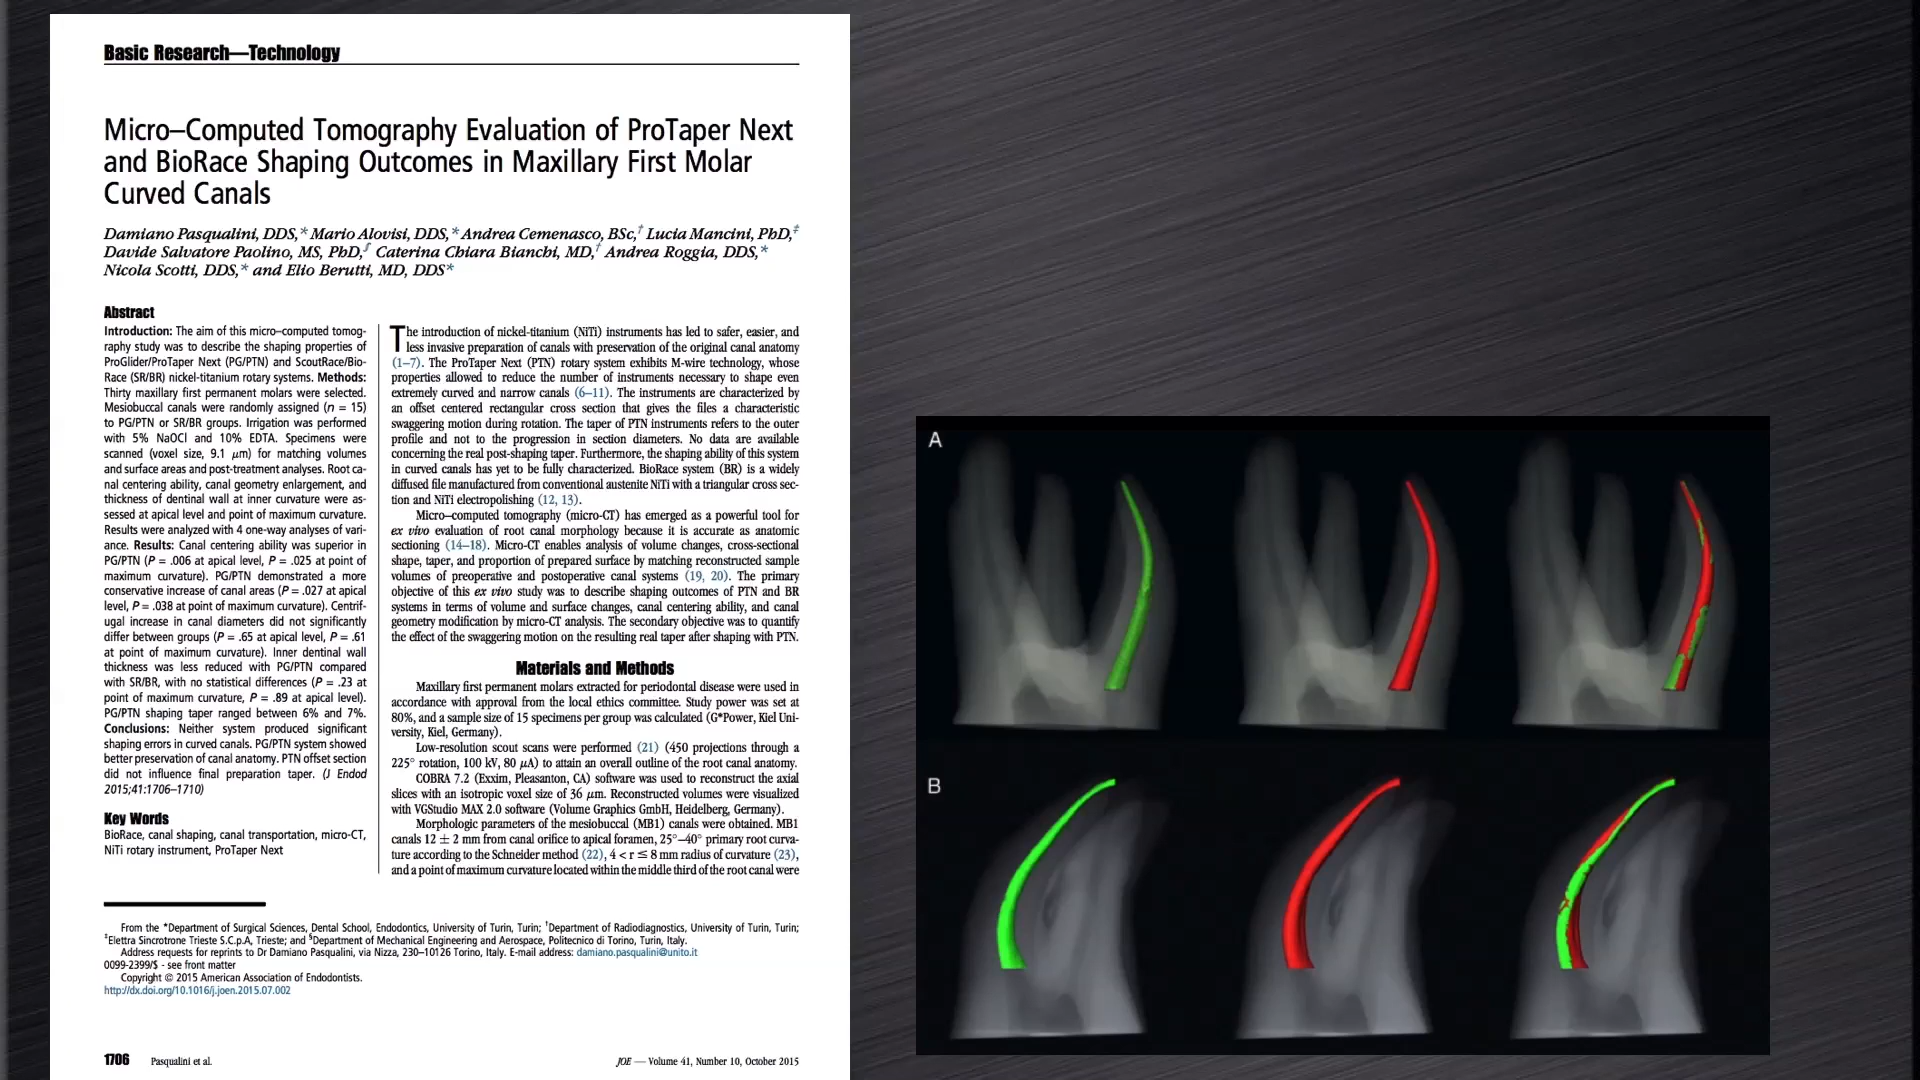 Basic Research—Technology
Micro–Computed Tomography Evaluation of ProTaper Next
and BioRace Shaping Outcomes in Maxillary First Molar
Curved Canals
Damiano Pasqualini, DDS,* Mario Alovisi, DDS,* Andrea Cemenasco, BSc,† Lucia Mancini, PhD,‡
Davide Salvatore Paolino, MS, PhD,§ Caterina Chiara Bianchi, MD,† Andrea Roggia, DDS,*
Nicola Scotti, DDS,* and Elio Berutti, MD, DDS*
Abstract
Introduction: The aim of this micro–computed tomog-
raphy study was to describe the shaping properties of
ProGlider/ProTaper Next (PG/PTN) and ScoutRace/Bio-
Race (SR/BR) nickel-titanium rotary systems. Methods:
Thirty maxillary first permanent molars were selected.
Mesiobuccal canals were randomly assigned (n = 15)
to PG/PTN or SR/BR groups. Irrigation was performed
with 5% NaOCl and 10% EDTA. Specimens were
scanned (voxel size, 9.1 μm) for matching volumes
and surface areas and post-treatment analyses. Root ca-
nal centering ability, canal geometry enlargement, and
thickness of dentinal wall at inner curvature were as-
sessed at apical level and point of maximum curvature.
Results were analyzed with 4 one-way analyses of vari-
ance. Results: Canal centering ability was superior in
PG/PTN (P = .006 at apical level, P = .025 at point of
maximum curvature). PG/PTN demonstrated a more
conservative increase of canal areas (P = .027 at apical
level, P = .038 at point of maximum curvature). Centrif-
ugal increase in canal diameters did not significantly
differ between groups (P = .65 at apical level, P = .61
at point of maximum curvature). Inner dentinal wall
thickness was less reduced with PG/PTN compared
with SR/BR, with no statistical differences (P = .23 at
point of maximum curvature, P = .89 at apical level).
PG/PTN shaping taper ranged between 6% and 7%.
Conclusions: Neither system produced significant
shaping errors in curved canals. PG/PTN system showed
better preservation of canal anatomy. PTN offset section
did not influence final preparation taper. (J Endod
2015;41:1706–1710)
Key Words
BioRace, canal shaping, canal transportation, micro-CT,
NiTi rotary instrument, ProTaper Next
The introduction of nickel-titanium (NiTi) instruments has led to safer, easier, and
less invasive preparation of canals with preservation of the original canal anatomy
(1–7). The ProTaper Next (PTN) rotary system exhibits M-wire technology, whose
properties allowed to reduce the number of instruments necessary to shape even
extremely curved and narrow canals (6–11). The instruments are characterized by
an offset centered rectangular cross section that gives the files a characteristic
swaggering motion during rotation. The taper of PTN instruments refers to the outer
profile and not to the progression in section diameters. No data are available
concerning the real post-shaping taper. Furthermore, the shaping ability of this system
in curved canals has yet to be fully characterized. BioRace system (BR) is a widely
diffused file manufactured from conventional austenite NiTi with a triangular cross sec-
tion and NiTi electropolishing (12, 13).
Micro–computed tomography (micro-CT) has emerged as a powerful tool for
ex vivo evaluation of root canal morphology because it is accurate as anatomic
sectioning (14–18). Micro-CT enables analysis of volume changes, cross-sectional
shape, taper, and proportion of prepared surface by matching reconstructed sample
volumes of preoperative and postoperative canal systems (19, 20). The primary
objective of this ex vivo study was to describe shaping outcomes of PTN and BR
systems in terms of volume and surface changes, canal centering ability, and canal
geometry modification by micro-CT analysis. The secondary objective was to quantify
the effect of the swaggering motion on the resulting real taper after shaping with PTN.
Materials and Methods
Maxillary first permanent molars extracted for periodontal disease were used in
accordance with approval from the local ethics committee. Study power was set at
80%, and a sample size of 15 specimens per group was calculated (G*Power, Kiel Uni-
versity, Kiel, Germany).
Low-resolution scout scans were performed (21) (450 projections through a
225° rotation, 100 kV, 80 μA) to attain an overall outline of the root canal anatomy.
COBRA 7.2 (Exxim, Pleasanton, CA) software was used to reconstruct the axial
slices with an isotropic voxel size of 36 μm. Reconstructed volumes were visualized
with VGStudio MAX 2.0 software (Volume Graphics GmbH, Heidelberg, Germany).
Morphologic parameters of the mesiobuccal (MB1) canals were obtained. MB1
canals 12 ± 2 mm from canal orifice to apical foramen, 25°–40° primary root curva-
ture according to the Schneider method (22), 4 < r ≤ 8 mm radius of curvature (23),
and a point of maximum curvature located within the middle third of the root canal were
From the *Department of Surgical Sciences, Dental School, Endodontics, University of Turin, Turin; †Department of Radiodiagnostics, University of Turin, Turin;
‡Elettra Sincrotrone Trieste S.C.p.A, Trieste; and §Department of Mechanical Engineering and Aerospace, Politecnico di Torino, Turin, Italy.
Address requests for reprints to Dr Damiano Pasqualini, via Nizza, 230–10126 Torino, Italy. E-mail address: damiano.pasqualini@unito.it
0099-2399/$ - see front matter
Copyright © 2015 American Association of Endodontists.
http://dx.doi.org/10.1016/j.joen.2015.07.002
1706 Pasqualini et al.
JOE — Volume 41, Number 10, October 2015
A
B